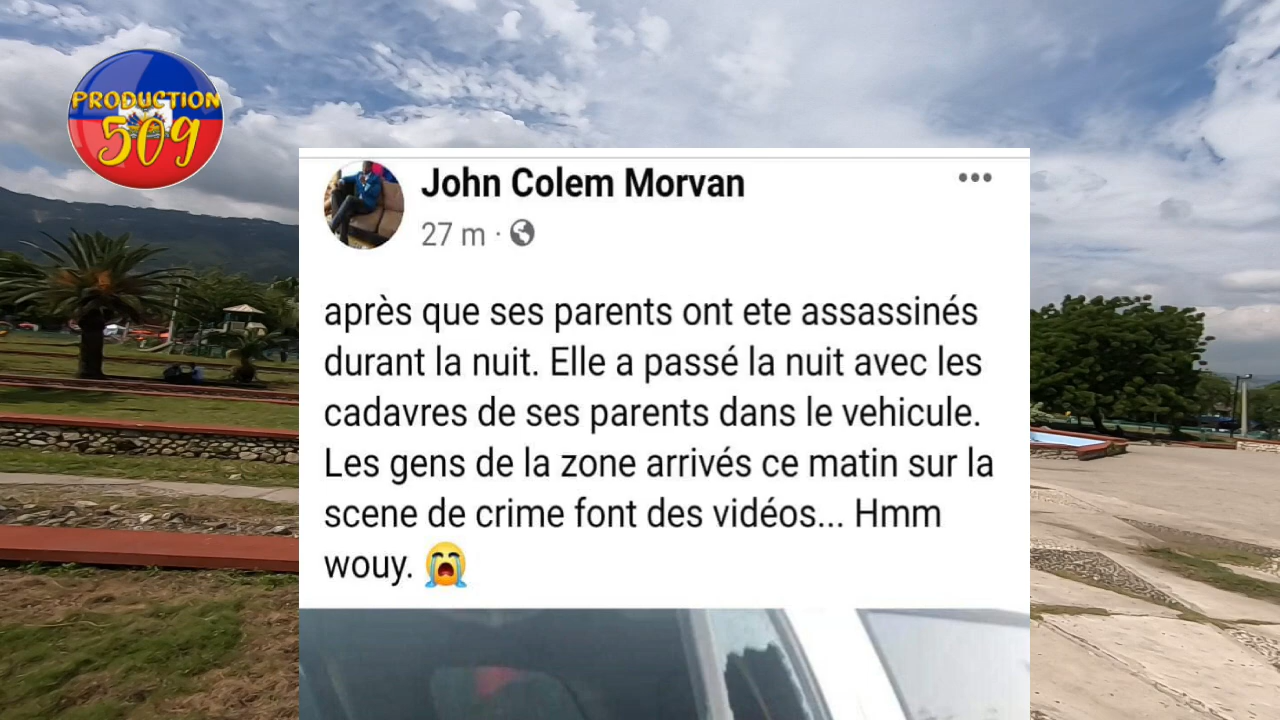 PRODUCTION
509
John Colem Morvan
27 m ·
après que ses parents ont ete assassinés
durant la nuit. Elle a passé la nuit avec les
cadavres de ses parents dans le vehicule.
Les gens de la zone arrivés ce matin sur la
scene de crime font des vidéos... Hmm
wouy. 😭